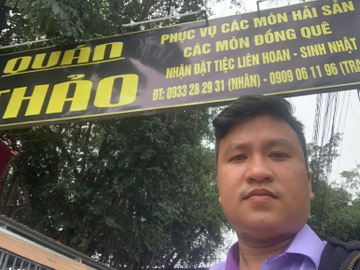 QUÁN
THẢO
PHỤC VỤ CÁC MÓN HẢI SẢN
CÁC MÓN ĐỒNG QUÊ
NHẬN ĐẶT TIỆC LIÊN HOAN - SINH NHẬT
ĐT: 0933 28 29 31 (NHÂN) - 0909 06 11 96 (TRA